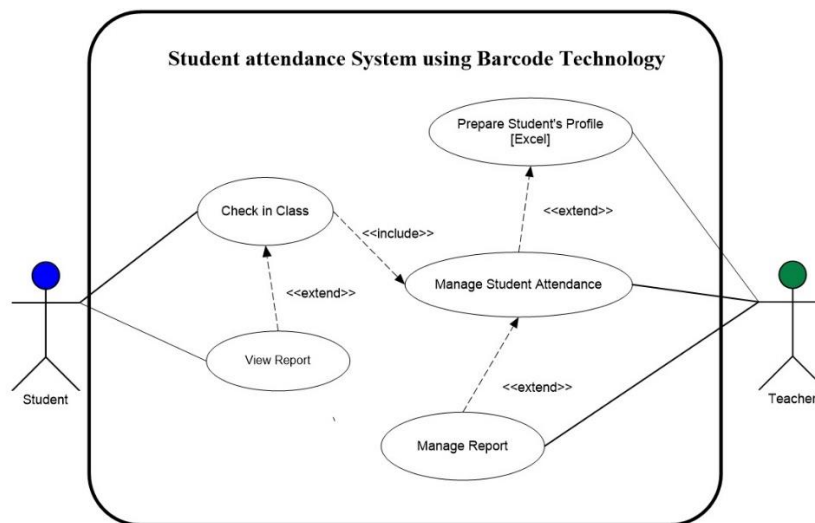 Student attendance System using Barcode Technology
Prepare Student's Profile
[Excel]
Check in Class
<<include>>
<<extend>>
Manage Student Attendance
<<extend>>
View Report
<<extend>>
Manage Report
Student
Teacher